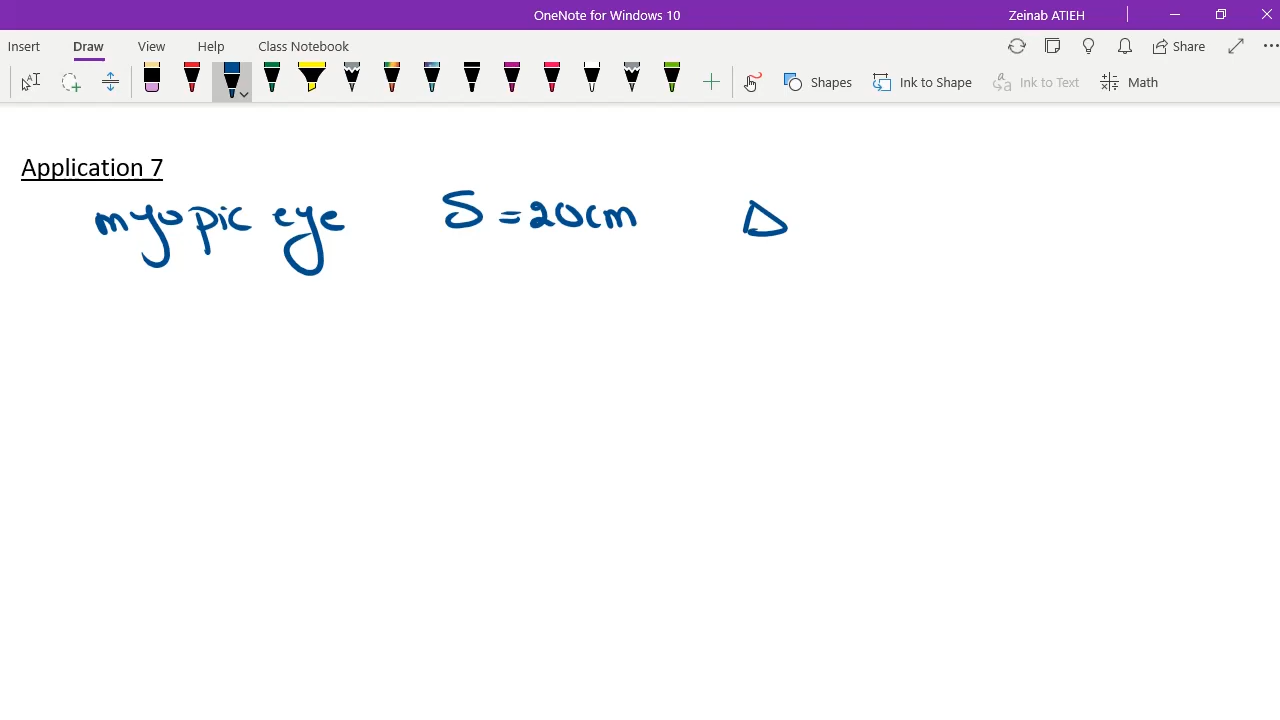 OneNote for Windows 10
Zeinab ATIEH
Insert Draw View Help Class Notebook Share
Shapes Ink to Shape Ink to Text Math
Application 7
myopic eye δ = 20cm Δ